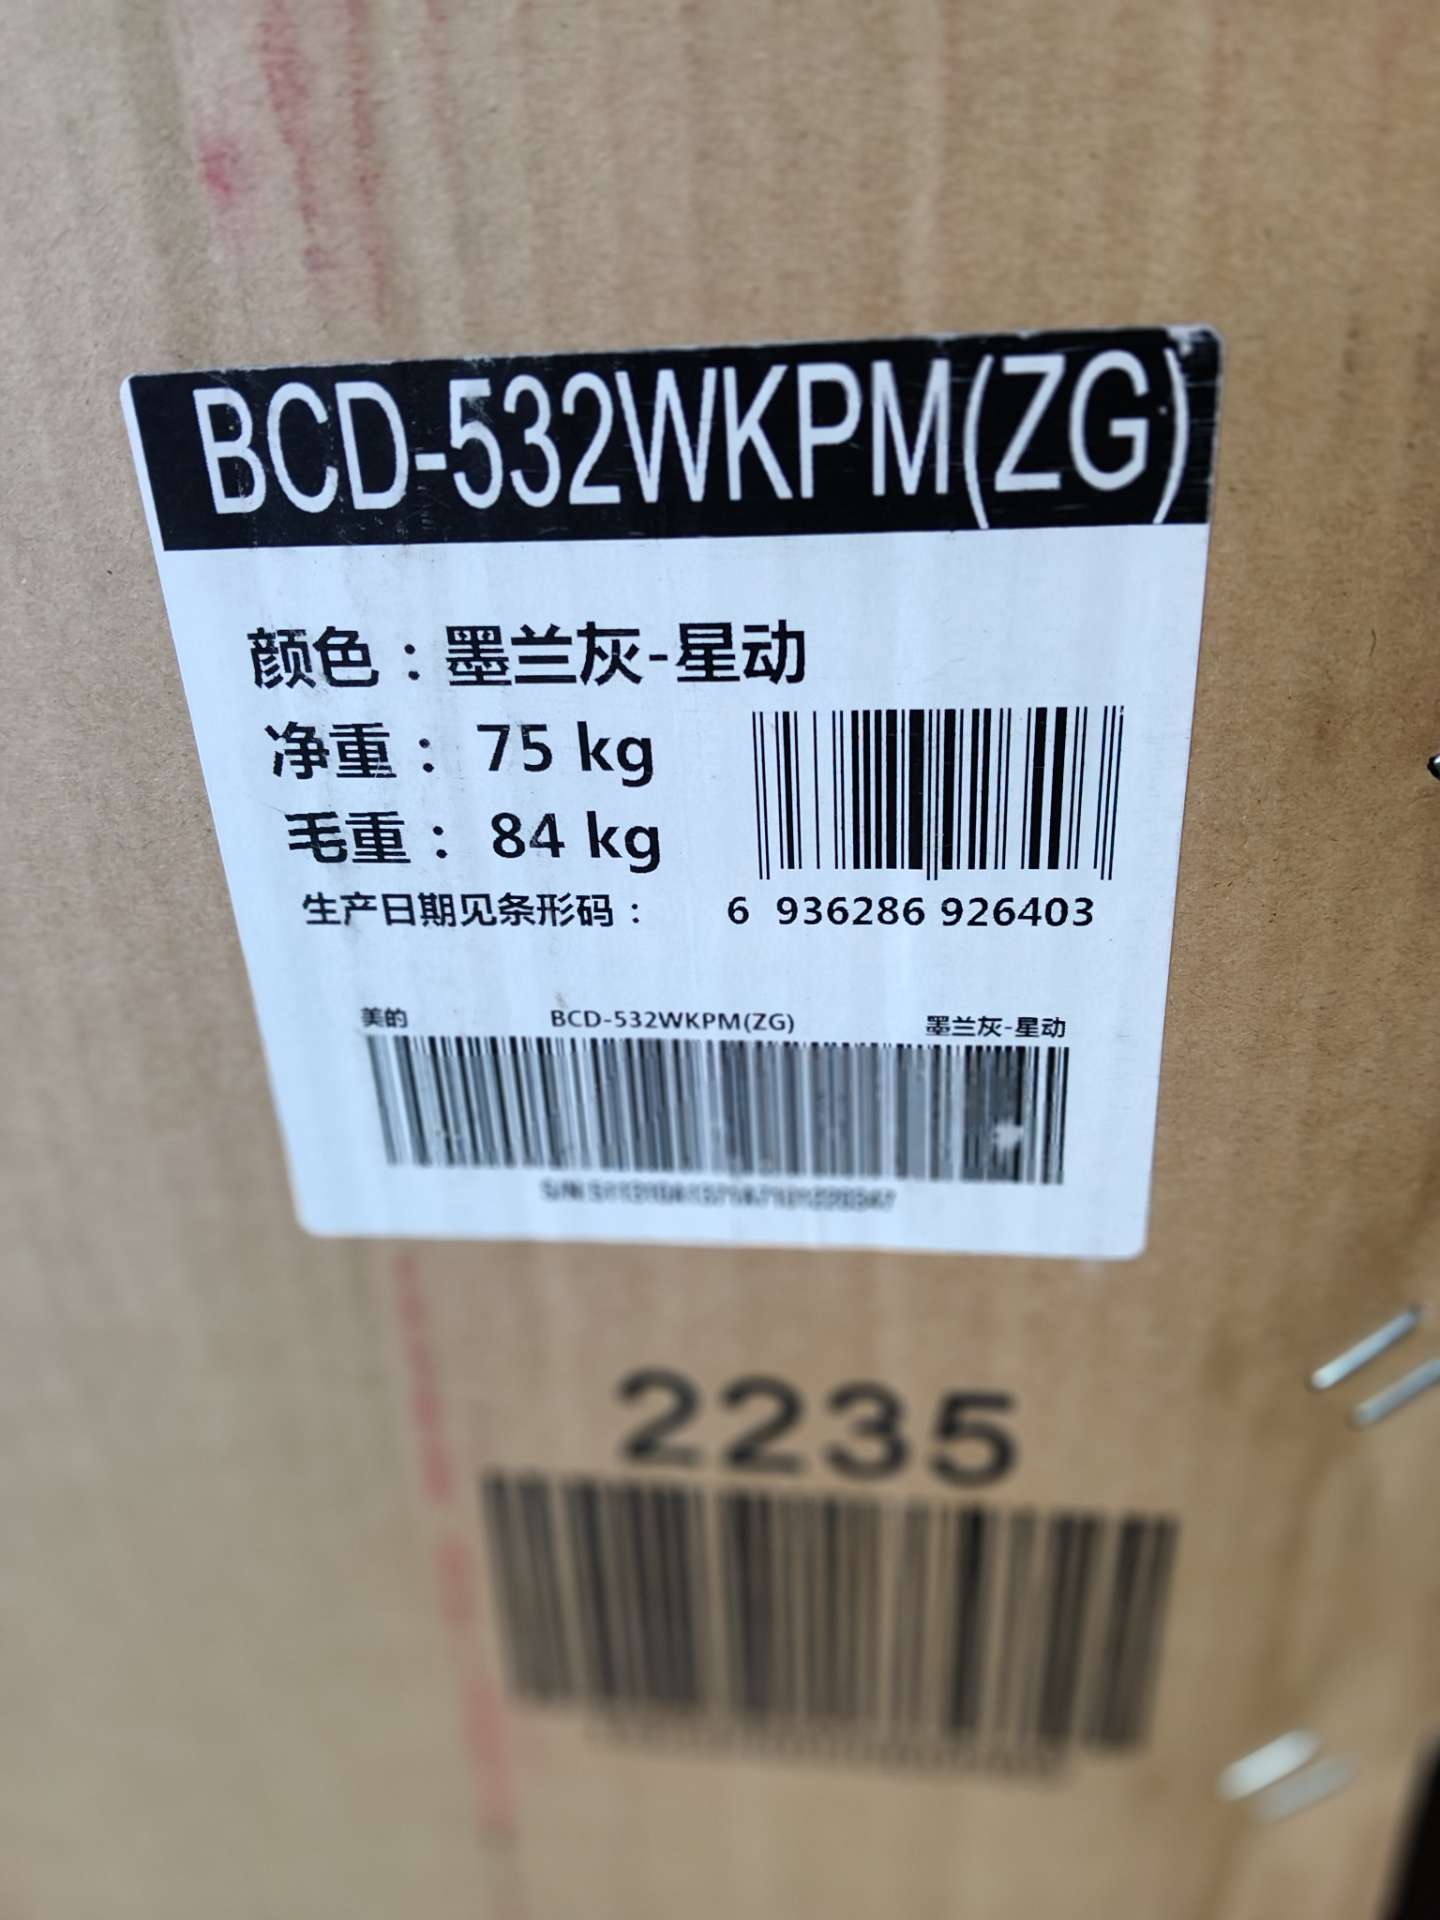 BCD-532WKPM(ZG)
颜色：墨兰灰-星动
净重： 75 kg
毛重： 84 kg
生产日期见条形码：
6 936286 926403
美的 BCD-532WKPM(ZG) 墨兰灰-星动
2235